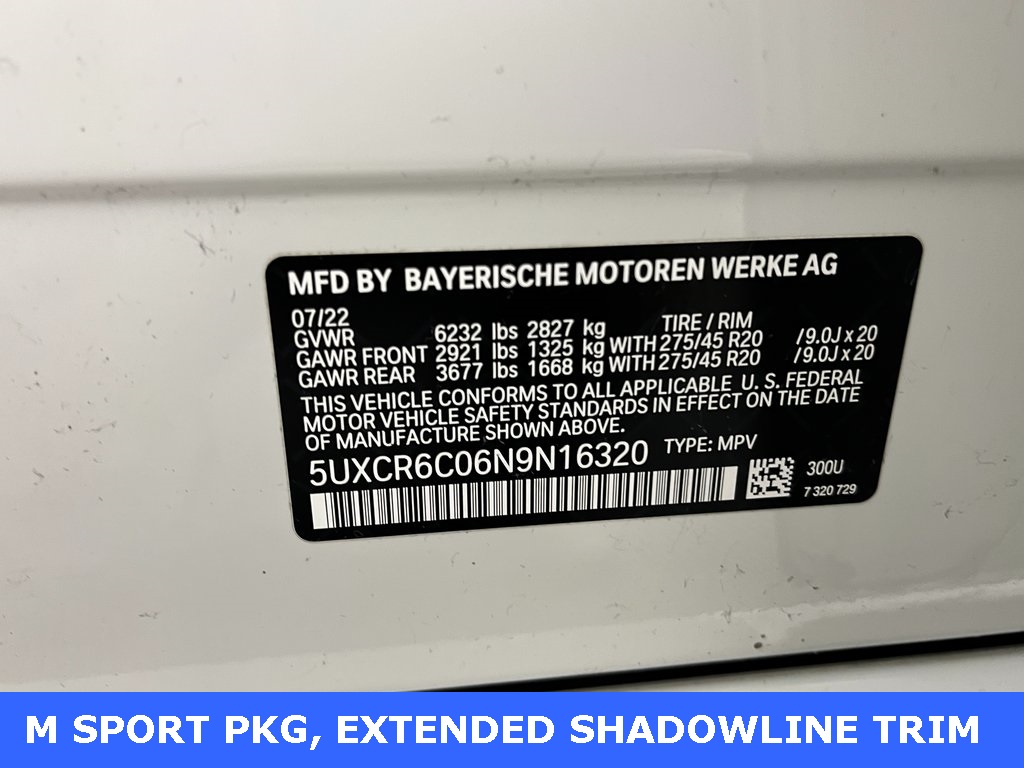 MFD BY BAYERISCHE MOTOREN WERKE AG
07/22 TIRE / RIM
GVWR 6232 lbs 2827 kg
GAWR FRONT 2921 lbs 1325 kg WITH 275/45 R20 /9.0J x 20
GAWR REAR 3677 lbs 1668 kg WITH 275/45 R20 /9.0J x 20
THIS VEHICLE CONFORMS TO ALL APPLICABLE U. S. FEDERAL
MOTOR VEHICLE SAFETY STANDARDS IN EFFECT ON THE DATE
OF MANUFACTURE SHOWN ABOVE.
5UXCR6C06N9N16320 TYPE: MPV
300U
7 320 729
M SPORT PKG, EXTENDED SHADOWLINE TRIM